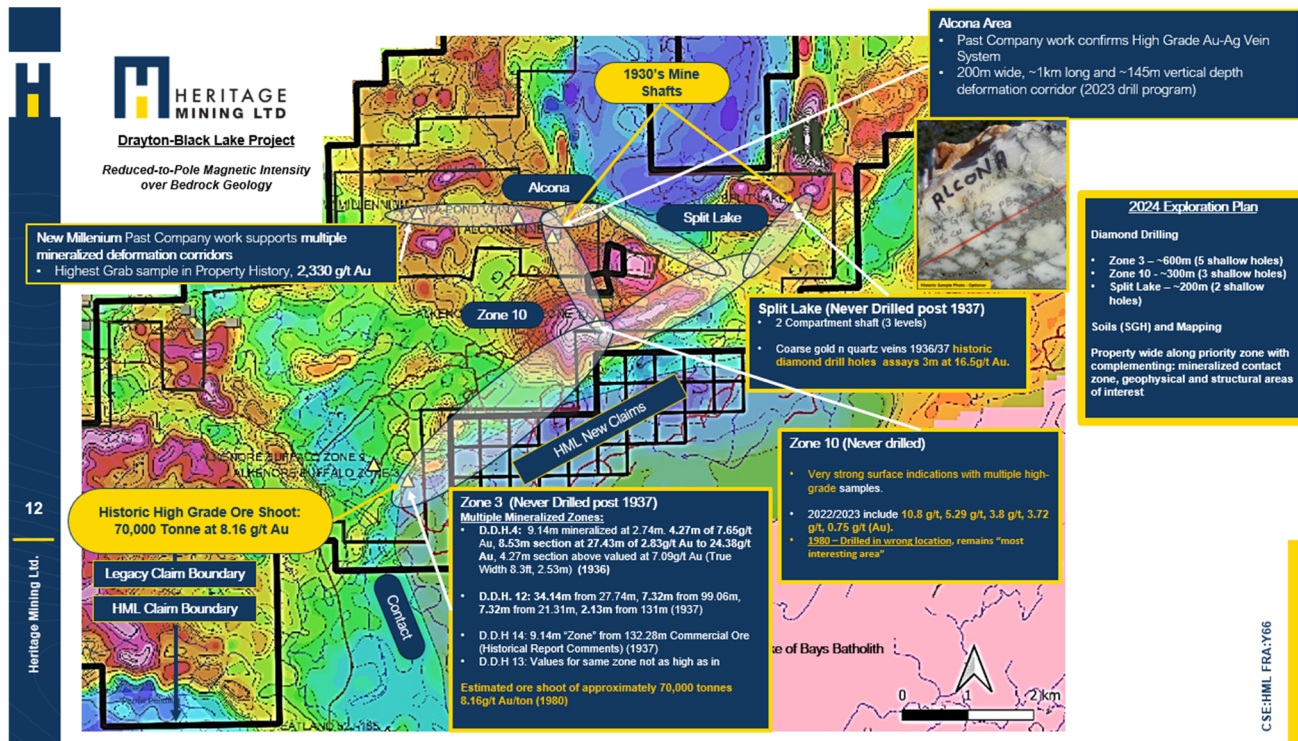 HERITAGE
MINING LTD
Drayton-Black Lake Project
Reduced-to-Pole Magnetic Intensity
over Bedrock Geology
1930's Mine
Shafts
Alcona Area
• Past Company work confirms High Grade Au-Ag Vein
System
• 200m wide, ~1km long and ~145m vertical depth
deformation corridor (2023 drill program)
Alcona
Split Lake
ALCONA
Historic Sample Photo - Optionor
New Millenium Past Company work supports multiple
mineralized deformation corridors
• Highest Grab sample in Property History, 2,330 g/t Au
2024 Exploration Plan
Diamond Drilling
• Zone 3 – ~600m (5 shallow holes)
• Zone 10 - ~300m (3 shallow holes)
• Split Lake – ~200m (2 shallow
holes)
Soils (SGH) and Mapping
Property wide along priority zone with
complementing: mineralized contact
zone, geophysical and structural areas
of interest
Zone 10
Split Lake (Never Drilled post 1937)
• 2 Compartment shaft (3 levels)
• Coarse gold n quartz veins 1936/37 historic
diamond drill holes assays 3m at 16.5g/t Au.
HML New Claims
Zone 10 (Never drilled)
• Very strong surface indications with multiple high-
grade samples.
• 2022/2023 include 10.8 g/t, 5.29 g/t, 3.8 g/t, 3.72
g/t, 0.75 g/t (Au).
• 1980 – Drilled in wrong location, remains “most
interesting area”
ALKENORE BUFFALO ZONE 3
Historic High Grade Ore Shoot:
70,000 Tonne at 8.16 g/t Au
Zone 3 (Never Drilled post 1937)
Multiple Mineralized Zones:
• D.D.H.4: 9.14m mineralized at 2.74m. 4.27m of 7.65g/t
Au, 8.53m section at 27.43m of 2.83g/t Au to 24.38g/t
Au, 4.27m section above valued at 7.09g/t Au (True
Width 8.3ft, 2.53m) (1936)
• D.D.H. 12: 34.14m from 27.74m, 7.32m from 99.06m,
7.32m from 21.31m, 2.13m from 131m (1937)
• D.D.H 14: 9.14m “Zone” from 132.28m Commercial Ore
(Historical Report Comments) (1937)
• D.D.H 13: Values for same zone not as high as in
Estimated ore shoot of approximately 70,000 tonnes
8.16g/t Au/ton (1980)
Legacy Claim Boundary
HML Claim Boundary
Contact
ke of Bays Batholith
0 1 2 km
12
Heritage Mining Ltd.
CSE:HML FRA:Y66